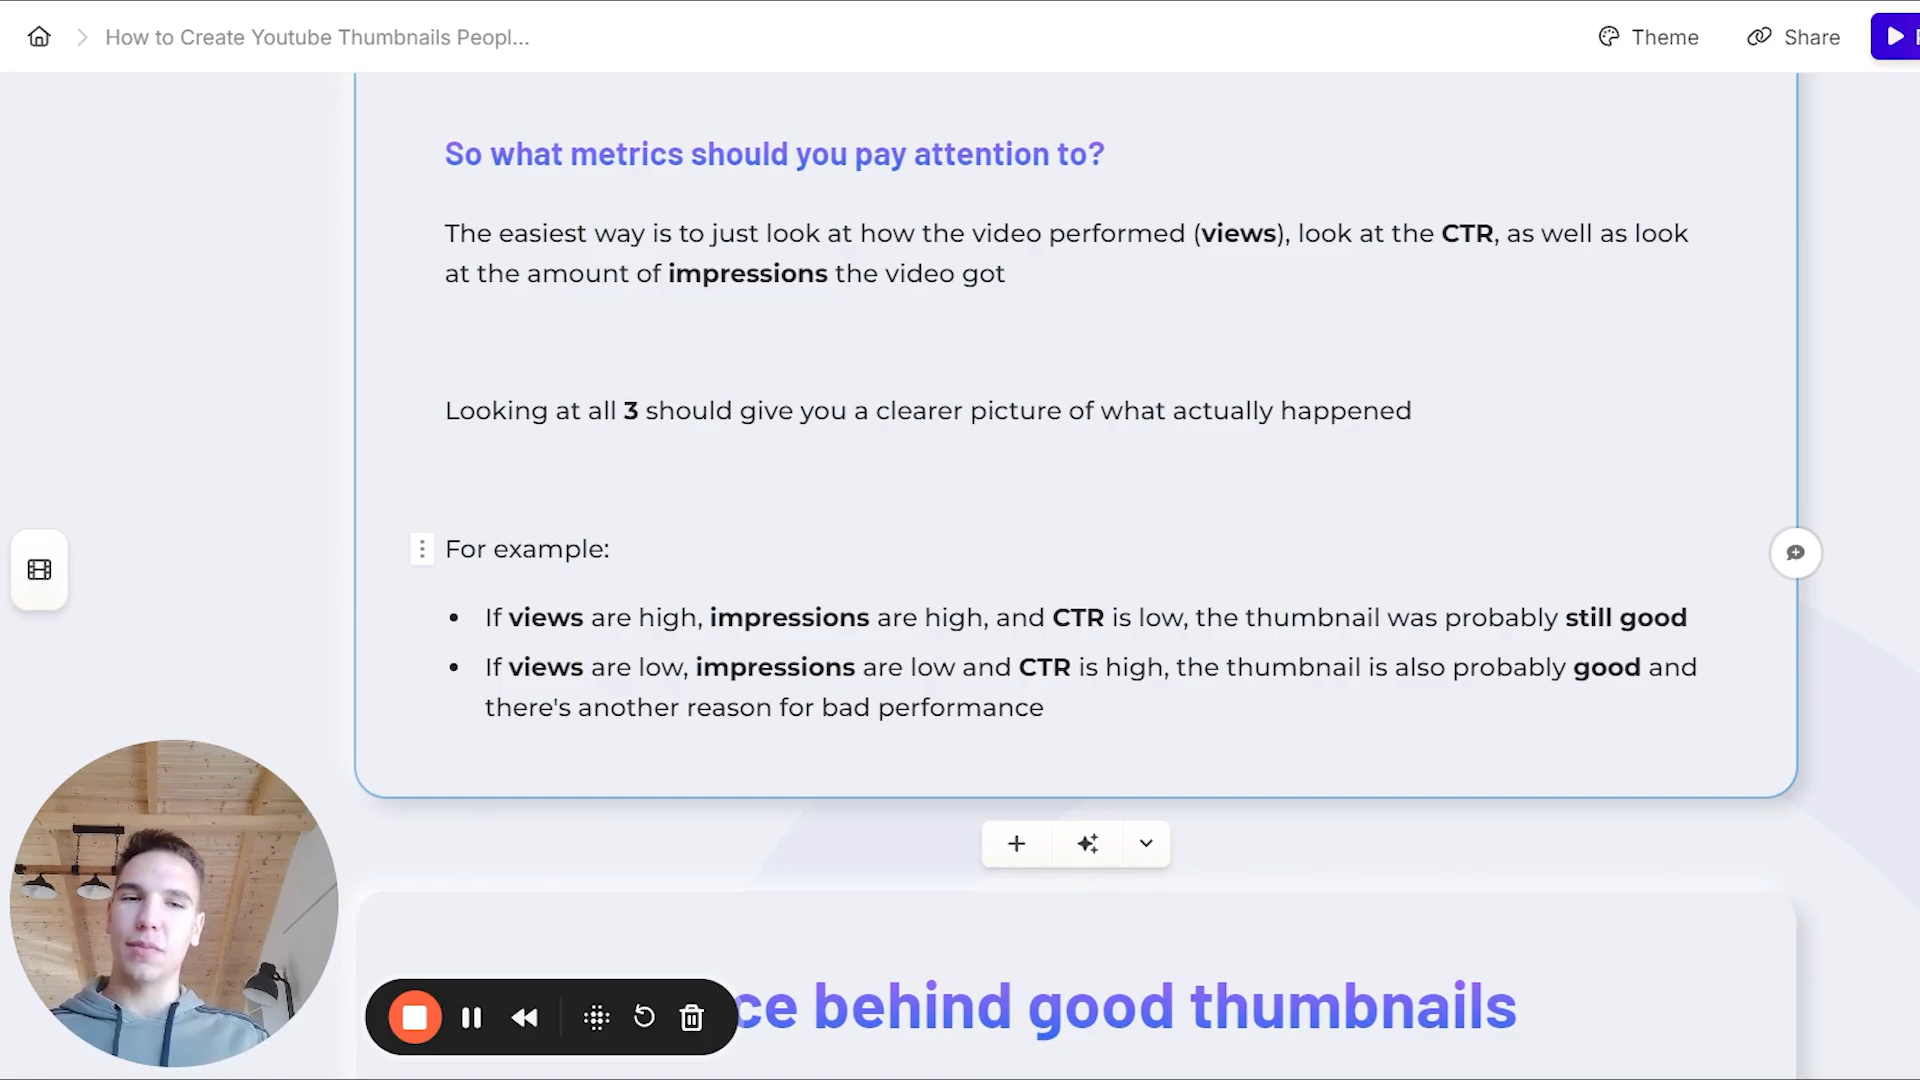 How to Create Youtube Thumbnails Peopl...
Theme
Share
So what metrics should you pay attention to?
The easiest way is to just look at how the video performed (views), look at the CTR, as well as look
at the amount of impressions the video got
Looking at all 3 should give you a clearer picture of what actually happened
For example:
• If views are high, impressions are high, and CTR is low, the thumbnail was probably still good
• If views are low, impressions are low and CTR is high, the thumbnail is also probably good and
there's another reason for bad performance
behind good thumbnails